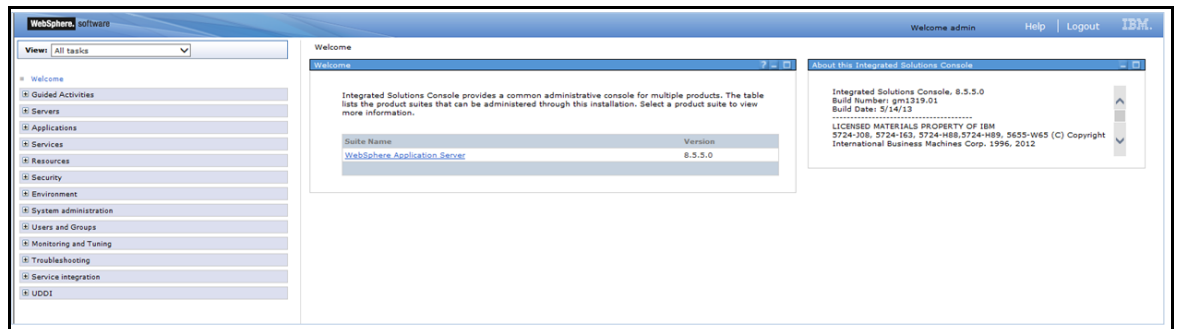 WebSphere. software
Welcome admin Help Logout IBM.
View: All tasks
Welcome
Guided Activities
Servers
Applications
Services
Resources
Security
Environment
System administration
Users and Groups
Monitoring and Tuning
Troubleshooting
Service integration
UDDI
Welcome
Welcome
Integrated Solutions Console provides a common administrative console for multiple products. The table
lists the product suites that can be administered through this installation. Select a product suite to view
more information.
Suite Name Version
WebSphere Application Server 8.5.5.0
About this Integrated Solutions Console
Integrated Solutions Console, 8.5.5.0
Build Number: gm1319.01
Build Date: 5/14/13
-------------------------------------
LICENSED MATERIALS PROPERTY OF IBM
5724-J08, 5724-I63, 5724-H88,5724-H89, 5655-W65 (C) Copyright
International Business Machines Corp. 1996, 2012